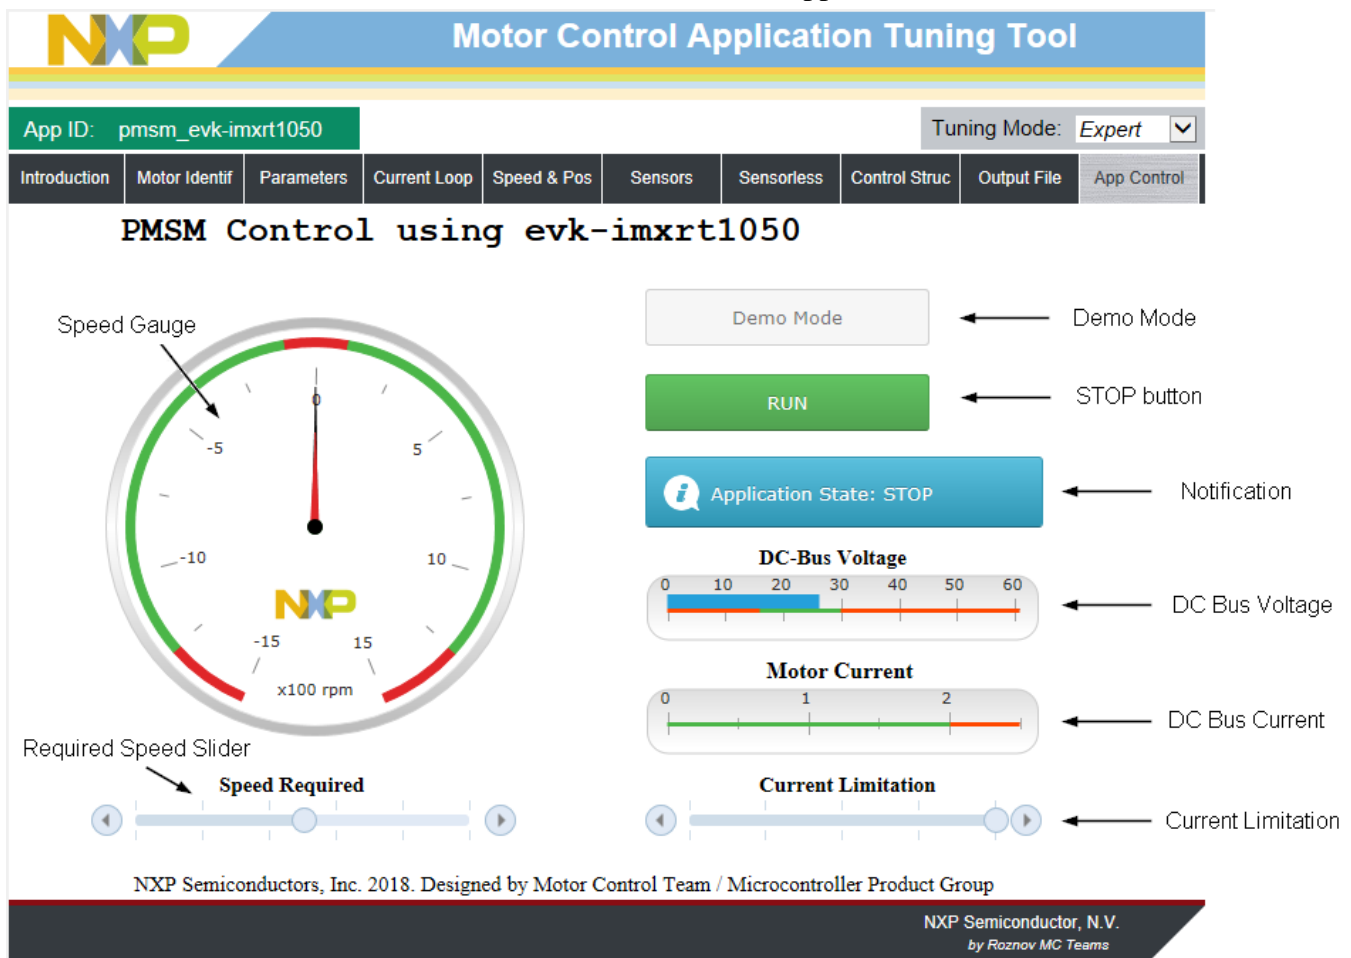 NXP
Motor Control Application Tuning Tool
App ID: pmsm_evk-imxrt1050
Tuning Mode: Expert
Introduction Motor Identif Parameters Current Loop Speed & Pos Sensors Sensorless Control Struc Output File App Control
PMSM Control using evk-imxrt1050
Speed Gauge
0
-5
5
-10
10
NXP
-15
15
x100 rpm
Required Speed Slider
Speed Required
Demo Mode
Demo Mode
RUN
STOP button
Application State: STOP
Notification
DC-Bus Voltage
0 10 20 30 40 50 60
DC Bus Voltage
Motor Current
0 1 2
DC Bus Current
Current Limitation
Current Limitation
NXP Semiconductors, Inc. 2018. Designed by Motor Control Team / Microcontroller Product Group
NXP Semiconductor, N.V.
by Roznov MC Teams